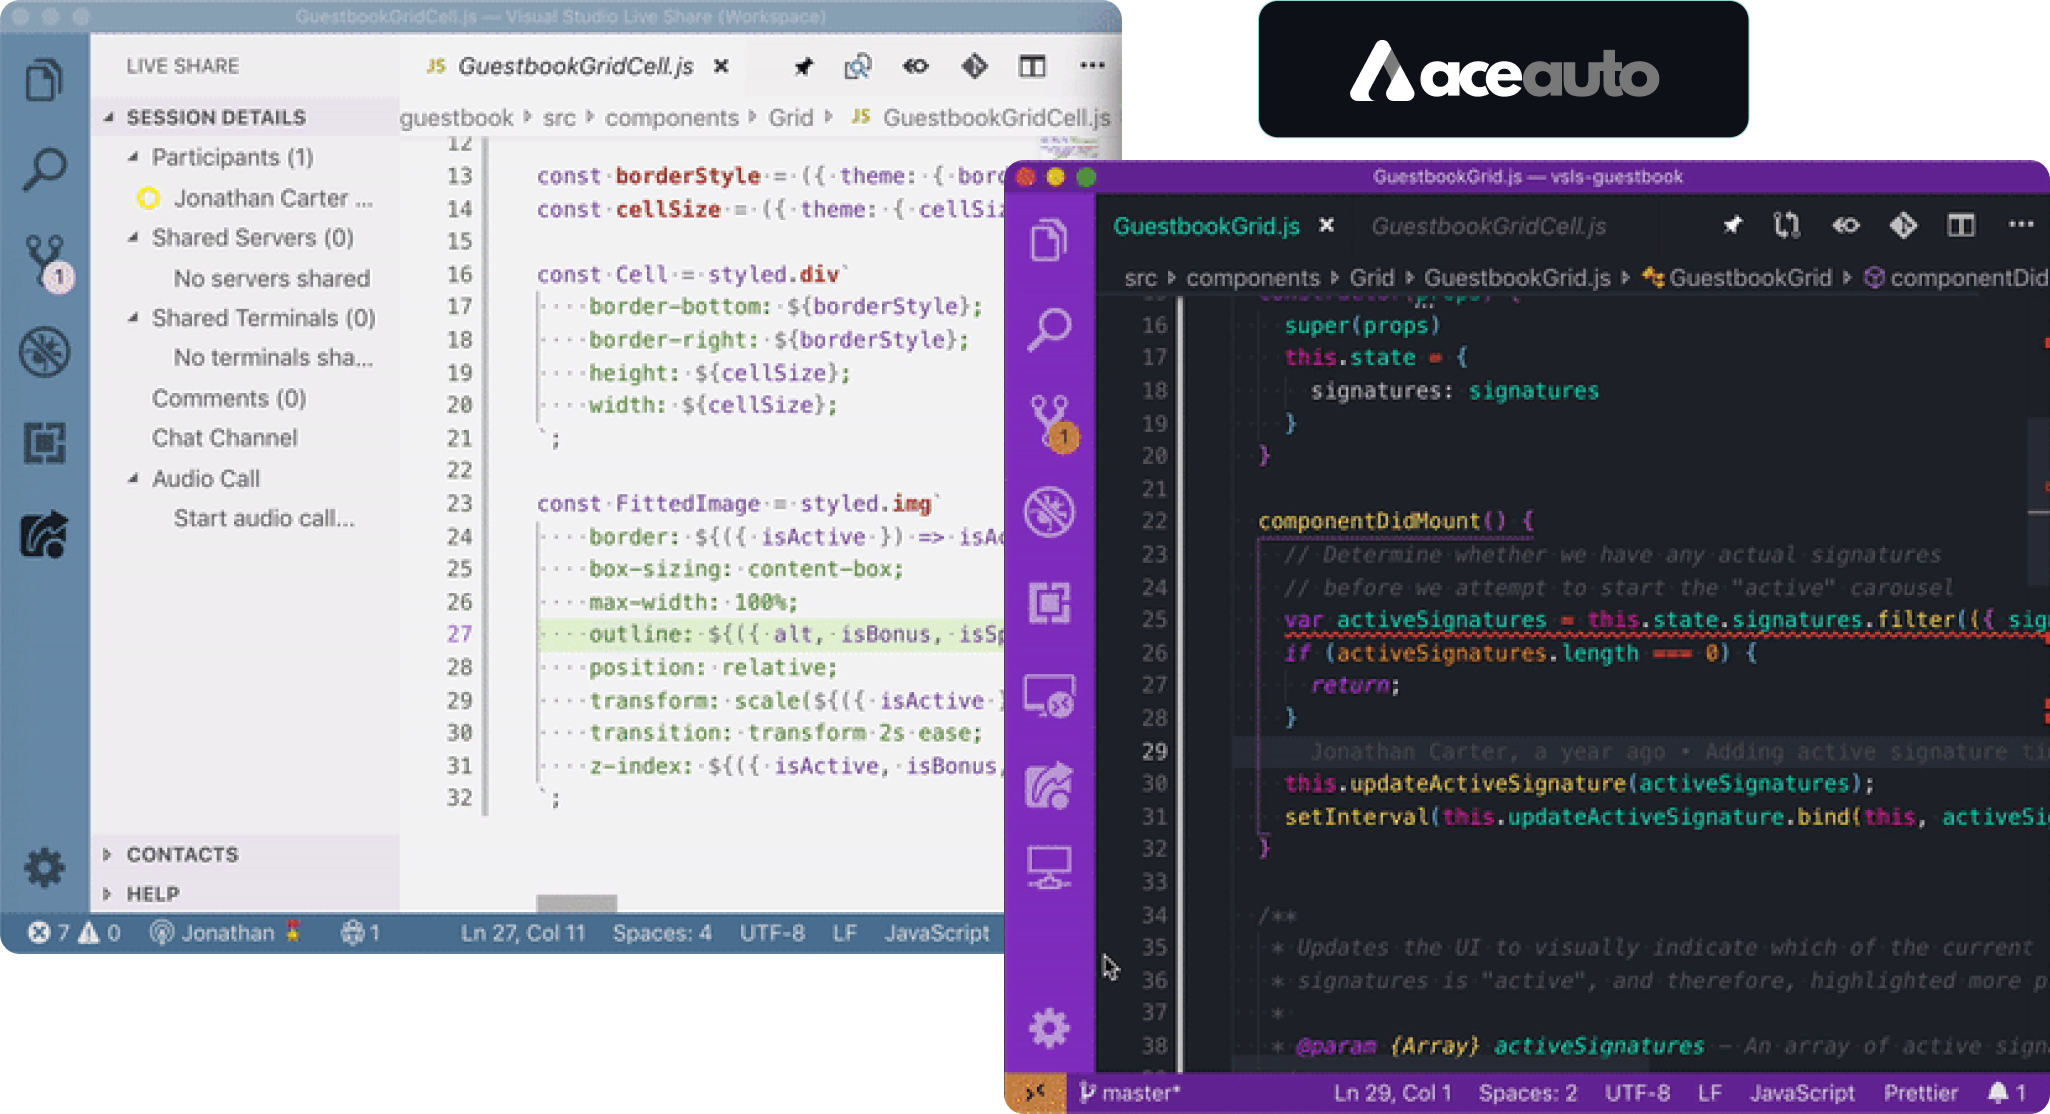 GuestbookGridCell.js — Visual Studio Live Share (Workspace)
LIVE SHARE
SESSION DETAILS
Participants (1)
Jonathan Carter ...
Shared Servers (0)
No servers shared
Shared Terminals (0)
No terminals sha...
Comments (0)
Chat Channel
Audio Call
Start audio call...
CONTACTS
HELP
1
JS GuestbookGridCell.js
guestbook src components Grid JS GuestbookGridCell.js
12
13 const borderStyle = ({ theme: { bor
14 const cellSize = ({ theme: { cellSi
15
16 const Cell = styled.div`
17 border-bottom: ${borderStyle};
18 border-right: ${borderStyle};
19 height: ${cellSize};
20 width: ${cellSize};
21 `;
22
23 const FittedImage = styled.img`
24 border: ${({ isActive }) => isA
25 box-sizing: content-box;
26 max-width: 100%;
27 outline: ${({ alt, isBonus, isS
28 position: relative;
29 transform: scale(${({ isActive
30 transition: transform 2s ease;
31 z-index: ${({ isActive, isBonus,
32 `;
7 0 Jonathan 1 Ln 27, Col 11 Spaces: 4 UTF-8 LF JavaScript
aceauto
GuestbookGrid.js — vsls-guestbook
GuestbookGrid.js GuestbookGridCell.js
src components Grid GuestbookGrid.js GuestbookGrid componentDid
1
constructor(props) {
16 super(props)
17 this.state = {
18 signatures: signatures
19 }
20 }
21
22 componentDidMount() {
23 // Determine whether we have any actual signatures
24 // before we attempt to start the "active" carousel
25 var activeSignatures = this.state.signatures.filter(({ sig
26 if (activeSignatures.length === 0) {
27 return;
28 }
29 Jonathan Carter, a year ago • Adding active signature ti
30 this.updateActiveSignature(activeSignatures);
31 setInterval(this.updateActiveSignature.bind(this, activeSi
32 }
33
34 /**
35 * Updates the UI to visually indicate which of the current
36 * signatures is "active", and therefore, highlighted more p
37 *
38 * @param {Array} activeSignatures – An array of active sign
master* Ln 29, Col 1 Spaces: 2 UTF-8 LF JavaScript Prettier 1